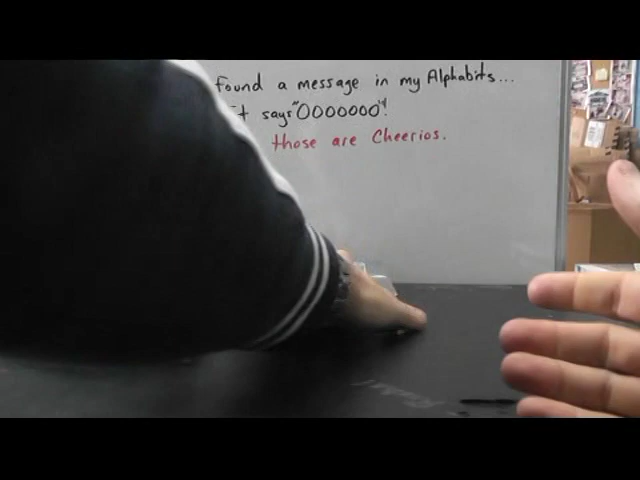 found a message in my Alphabits...
says "OOOOOOO"!
those are Cheerios.